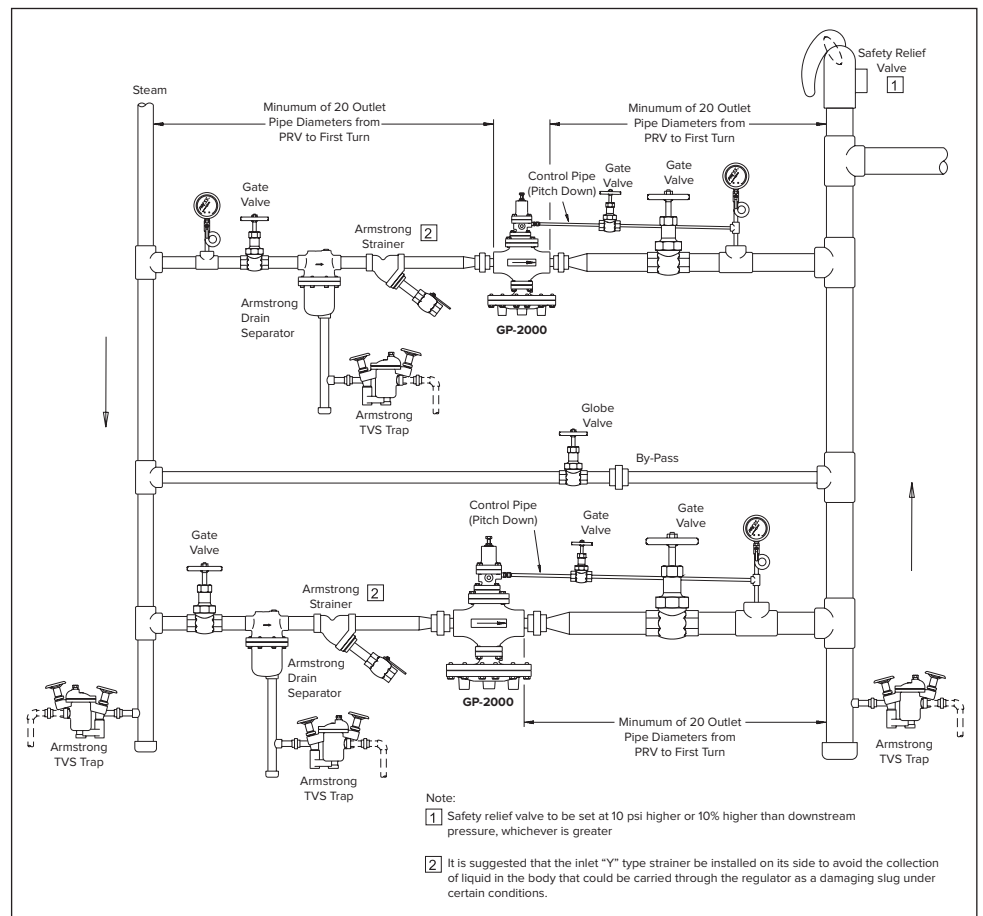 Safety Relief
Valve
1
Steam
Minumum of 20 Outlet
Pipe Diameters from
PRV to First Turn
Minumum of 20 Outlet
Pipe Diameters from
PRV to First Turn
Gate
Valve
Armstrong
Strainer
2
Control Pipe
(Pitch Down)
Gate
Valve
Gate
Valve
Armstrong
Drain
Separator
GP-2000
Armstrong
TVS Trap
Globe
Valve
By-Pass
Gate
Valve
Armstrong
Strainer
2
Control Pipe
(Pitch Down)
Gate
Valve
Gate
Valve
Armstrong
Drain
Separator
GP-2000
Armstrong
TVS Trap
Armstrong
TVS Trap
Minumum of 20 Outlet
Pipe Diameters from
PRV to First Turn
Armstrong
TVS Trap
Note:
1 Safety relief valve to be set at 10 psi higher or 10% higher than downstream
pressure, whichever is greater
2 It is suggested that the inlet “Y” type strainer be installed on its side to avoid the collection
of liquid in the body that could be carried through the regulator as a damaging slug under
certain conditions.